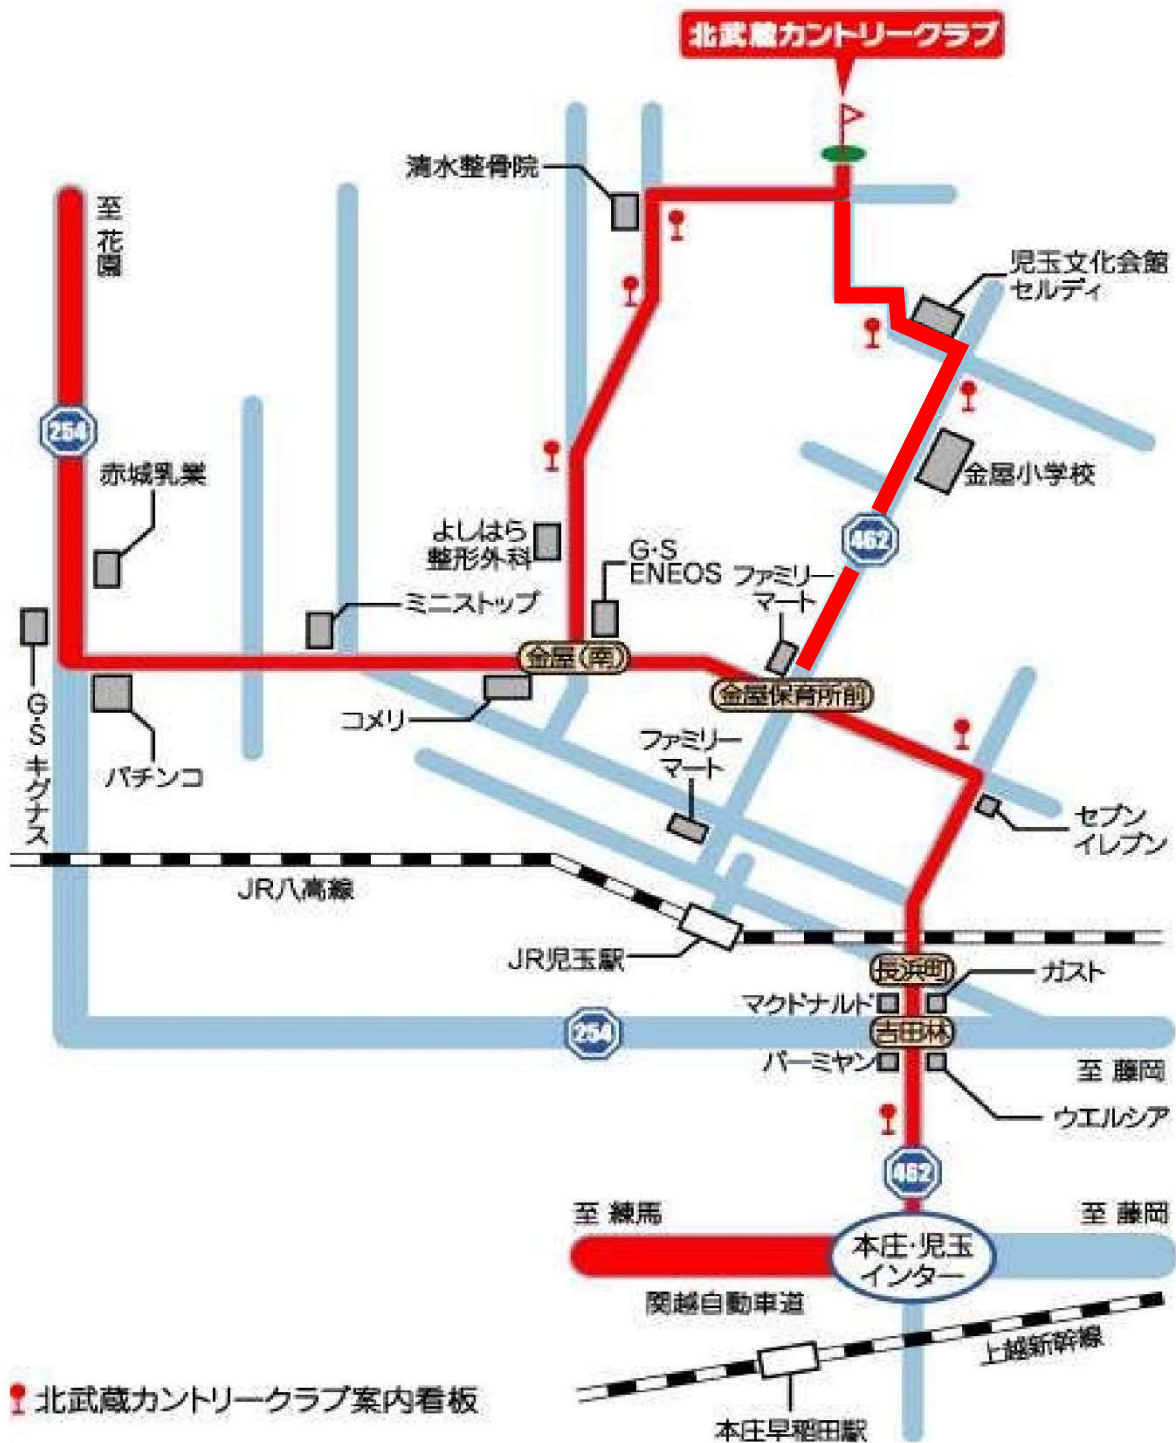 北武蔵カントリークラブ
清水整骨院
至 花園
児玉文化会館
セルディ
254
赤城乳業
金屋小学校
よしはら
整形外科
G・S
ENEOS
462
ファミリー
マート
ミニストップ
金屋(南)
金屋保育所前
G・S キグナス
コメリ
パチンコ
ファミリー
マート
セブン
イレブン
JR八高線
JR児玉駅
長浜町
ガスト
マクドナルド
254
吉田林
バーミヤン
至 藤岡
ウエルシア
462
至 練馬
至 藤岡
本庄・児玉
インター
関越自動車道
上越新幹線
北武蔵カントリークラブ案内看板
本庄早稲田駅